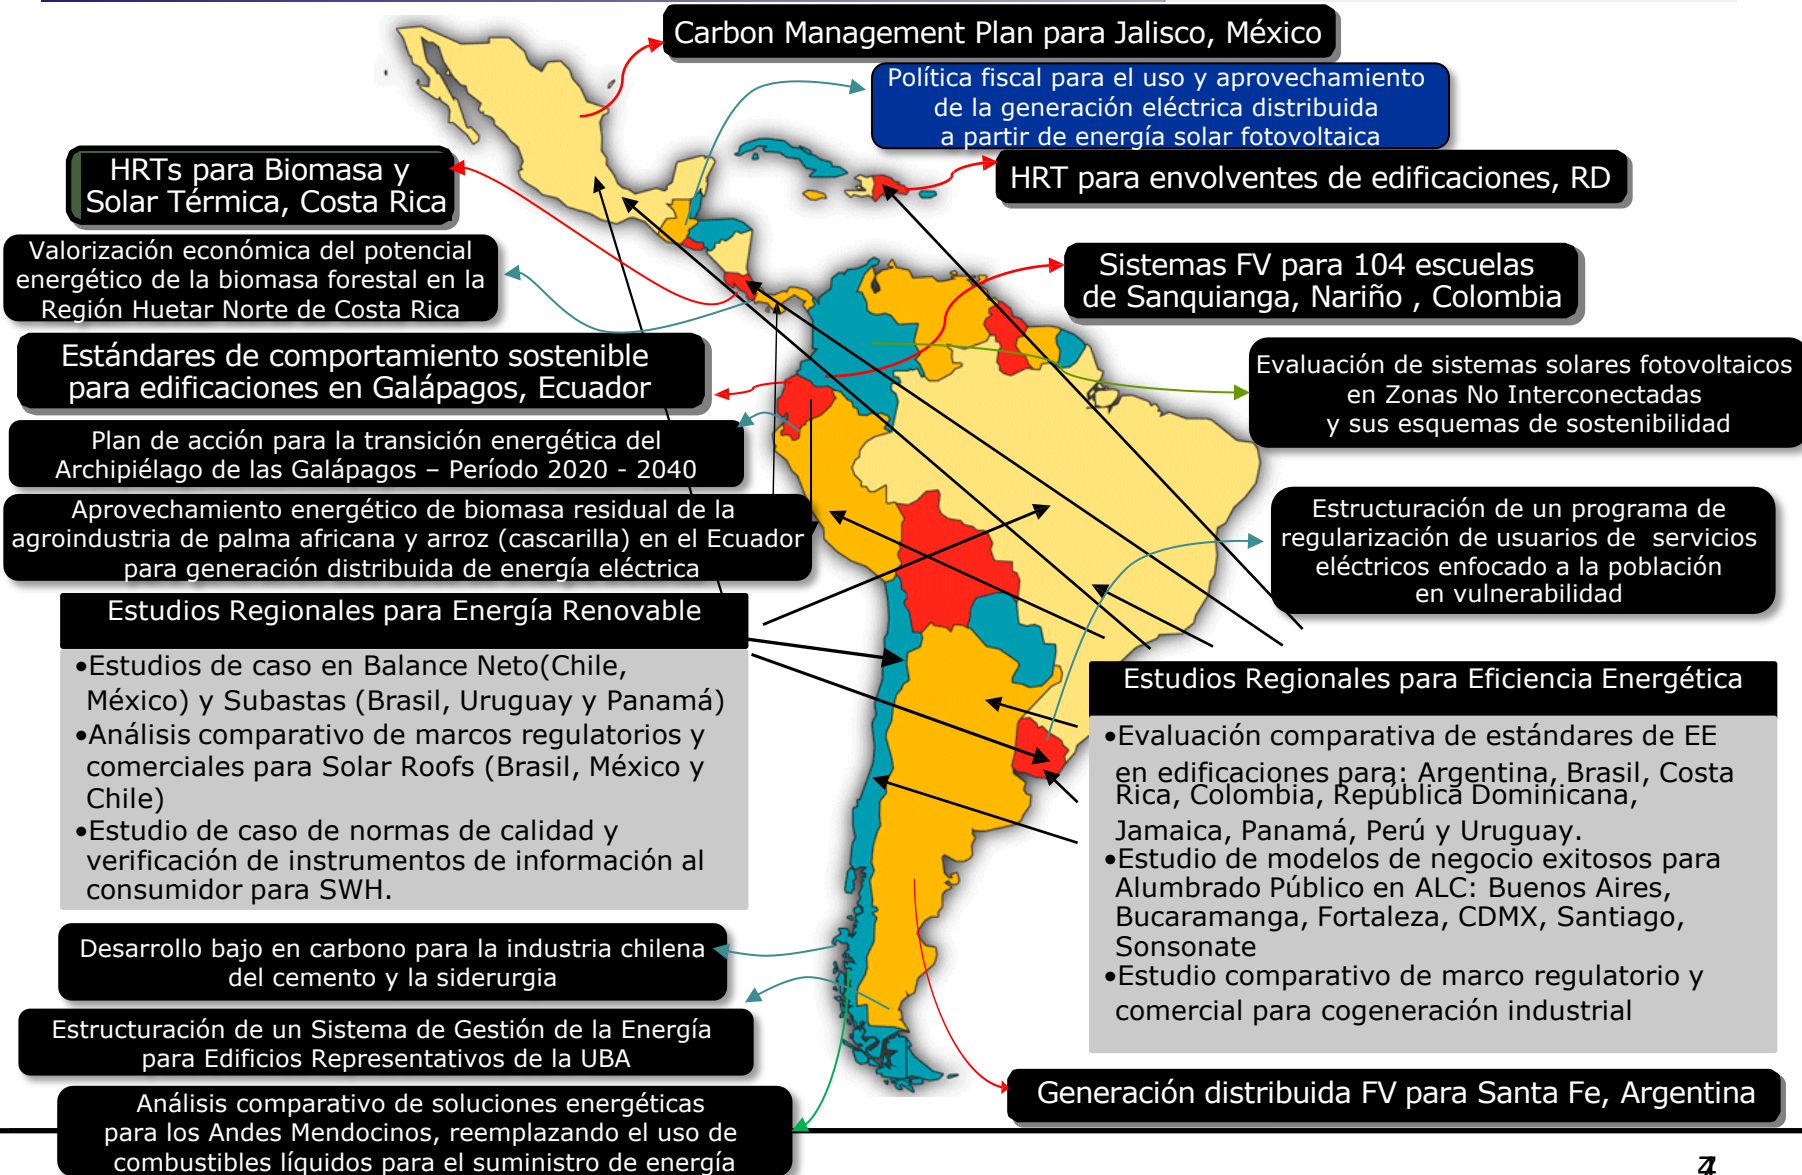 Carbon Management Plan para Jalisco, México
Política fiscal para el uso y aprovechamiento
de la generación eléctrica distribuida
a partir de energía solar fotovoltaica
HRTs para Biomasa y
Solar Térmica, Costa Rica
HRT para envolventes de edificaciones, RD
Valorización económica del potencial
energético de la biomasa forestal en la
Región Huetar Norte de Costa Rica
Sistemas FV para 104 escuelas
de Sanquianga, Nariño , Colombia
Estándares de comportamiento sostenible
para edificaciones en Galápagos, Ecuador
Evaluación de sistemas solares fotovoltaicos
en Zonas No Interconectadas
y sus esquemas de sostenibilidad
Plan de acción para la transición energética del
Archipiélago de las Galápagos – Período 2020 - 2040
Aprovechamiento energético de biomasa residual de la
agroindustria de palma africana y arroz (cascarilla) en el Ecuador
para generación distribuida de energía eléctrica
Estructuración de un programa de
regularización de usuarios de servicios
eléctricos enfocado a la población
en vulnerabilidad
Estudios Regionales para Energía Renovable
•Estudios de caso en Balance Neto(Chile,
México) y Subastas (Brasil, Uruguay y Panamá)
•Análisis comparativo de marcos regulatorios y
comerciales para Solar Roofs (Brasil, México y
Chile)
•Estudio de caso de normas de calidad y
verificación de instrumentos de información al
consumidor para SWH.
Estudios Regionales para Eficiencia Energética
•Evaluación comparativa de estándares de EE
en edificaciones para: Argentina, Brasil, Costa
Rica, Colombia, República Dominicana,
Jamaica, Panamá, Perú y Uruguay.
•Estudio de modelos de negocio exitosos para
Alumbrado Público en ALC: Buenos Aires,
Bucaramanga, Fortaleza, CDMX, Santiago,
Sonsonate
•Estudio comparativo de marco regulatorio y
comercial para cogeneración industrial
Desarrollo bajo en carbono para la industria chilena
del cemento y la siderurgia
Estructuración de un Sistema de Gestión de la Energía
para Edificios Representativos de la UBA
Generación distribuida FV para Santa Fe, Argentina
Análisis comparativo de soluciones energéticas
para los Andes Mendocinos, reemplazando el uso de
combustibles líquidos para el suministro de energía